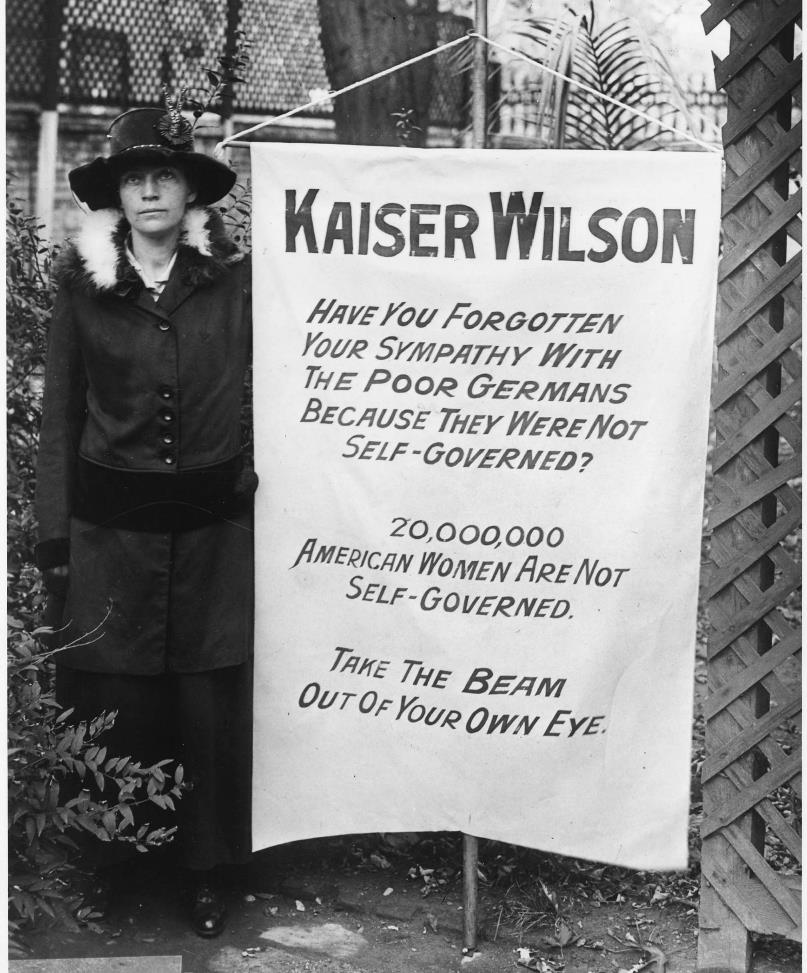 KAISER WILSON
HAVE YOU FORGOTTEN
YOUR SYMPATHY WITH
THE POOR GERMANS
BECAUSE THEY WERE NOT
SELF-GOVERNED?
20,000,000
AMERICAN WOMEN ARE NOT
SELF-GOVERNED.
TAKE THE BEAM
OUT OF YOUR OWN EYE.